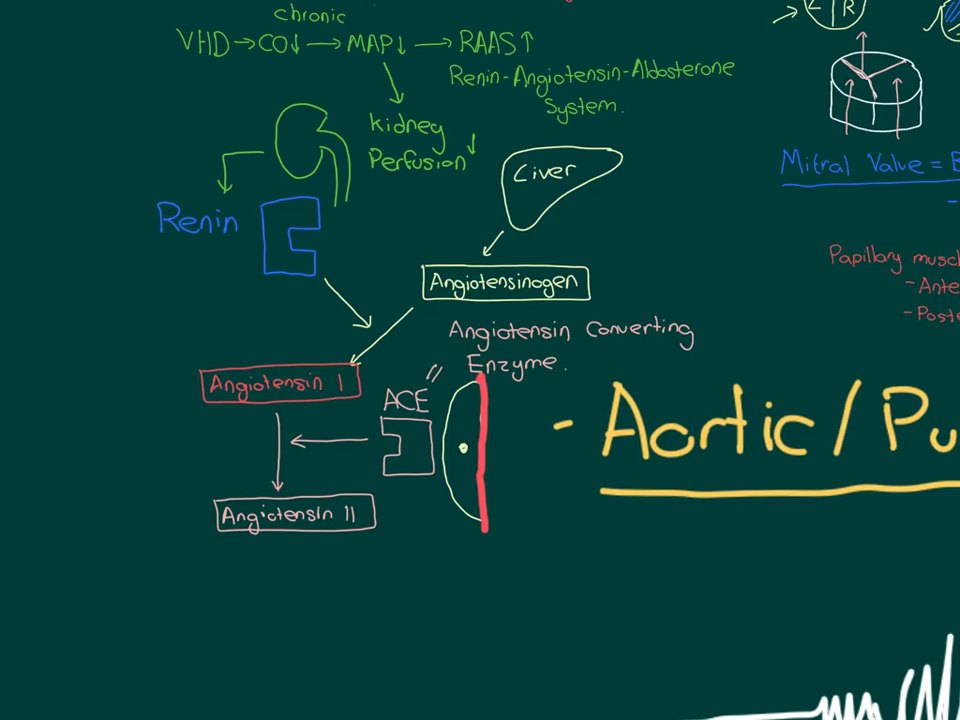 chronic
VHD → CO↓ → MAP↓ → RAAS↑
Renin-Angiotensin-Aldosterone
System.
Kidney
Perfusion↓
Liver
Renin
Angiotensinogen
Angiotensin Converting
Enzyme.
Angiotensin I
ACE "
Angiotensin II
L R
Mitral Valve = B
-
Papillary musc
- Ante
- Poste
- Aortic / Pu